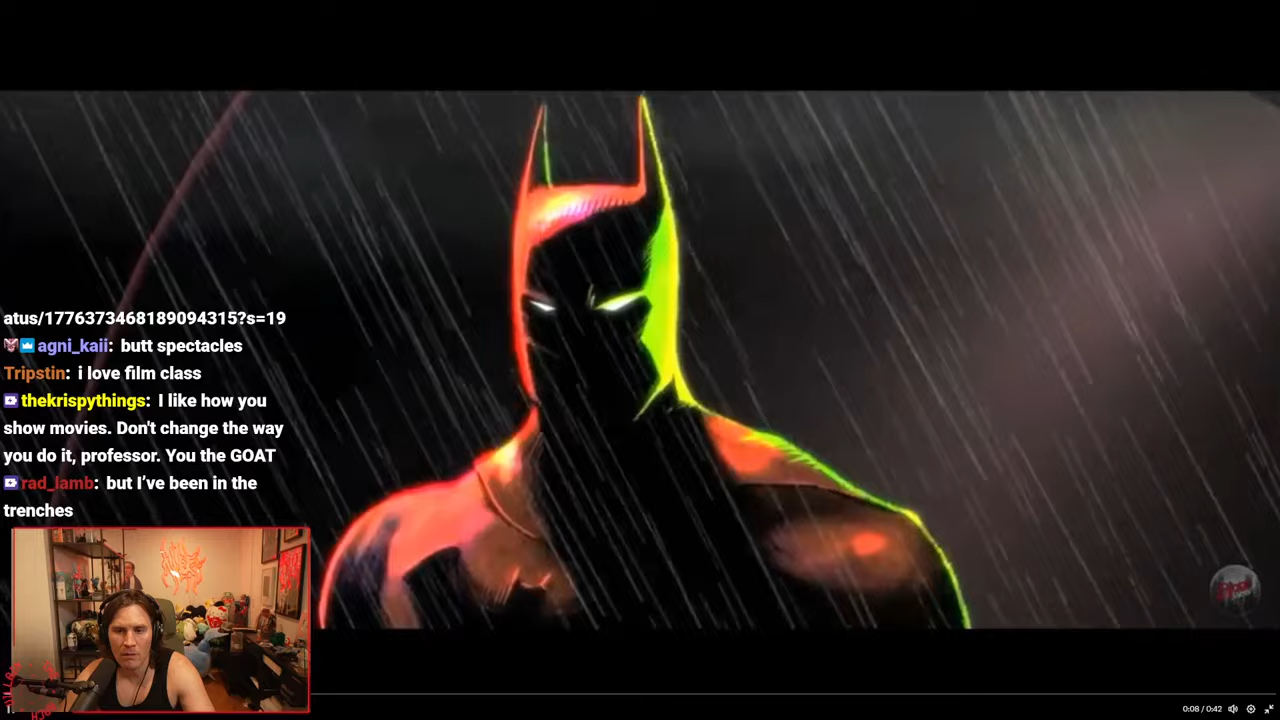 atus/1776373468189094315?s=19
agni_kaii: butt spectacles
Tripstin: i love film class
thekrispythings: I like how you
show movies. Don't change the way
you do it, professor. You the GOAT
rad_lamb: but I've been in the
trenches
0:08 / 0:42